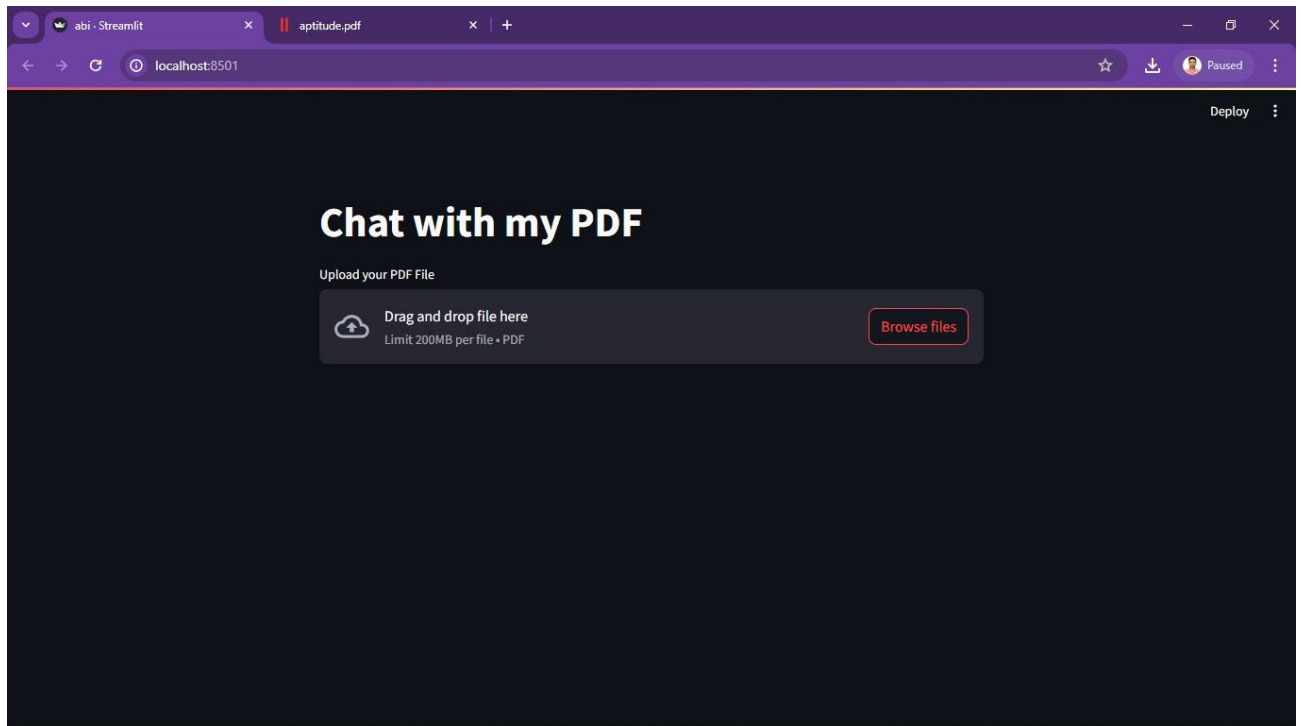 abi · Streamlit
aptitude.pdf
localhost:8501
Paused
Deploy
Chat with my PDF
Upload your PDF File
Drag and drop file here
Limit 200MB per file • PDF
Browse files